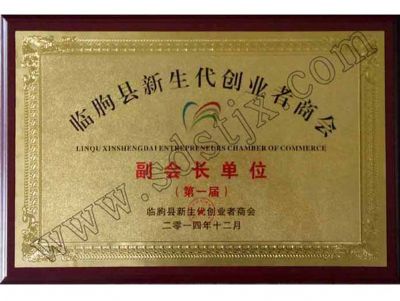 临朐县新生代创业者商会
LINQU XINSHENGDAI ENTREPRENEURS CHAMBER OF COMMERCE
副会长单位
(第一届)
临朐县新生代创业者商会
二零一四年十二月
www.sdstjx.com